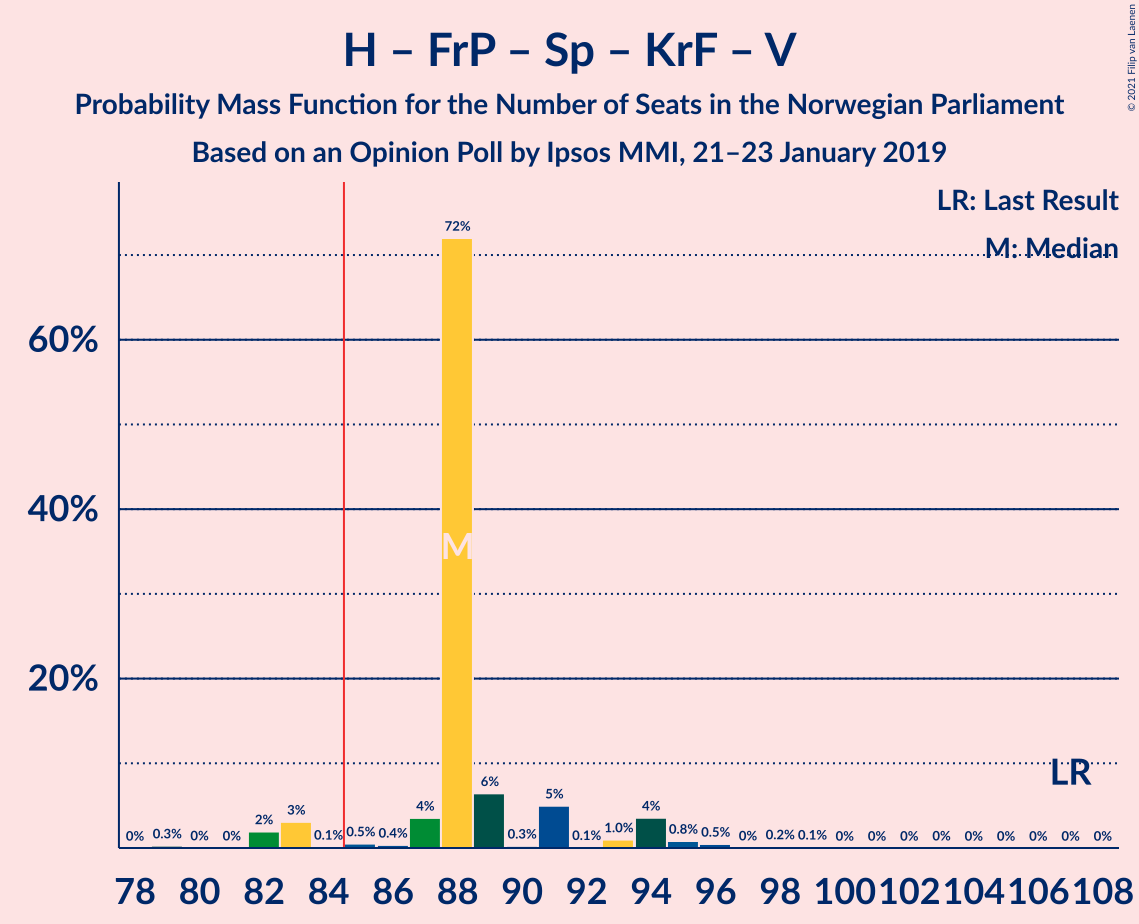 H – FrP – Sp – KrF – V
Probability Mass Function for the Number of Seats in the Norwegian Parliament
Based on an Opinion Poll by Ipsos MMI, 21–23 January 2019
© 2021 Filip van Laenen
LR: Last Result
M: Median
60%
40%
20%
72%
M
LR
0% 0.3% 0% 0% 2% 3% 0.1% 0.5% 0.4% 4% 6% 0.3% 5% 0.1% 1.0% 4% 0.8% 0.5% 0% 0.2% 0.1% 0% 0% 0% 0% 0% 0% 0% 0% 0%
78 80 82 84 86 88 90 92 94 96 98 100 102 104 106 108